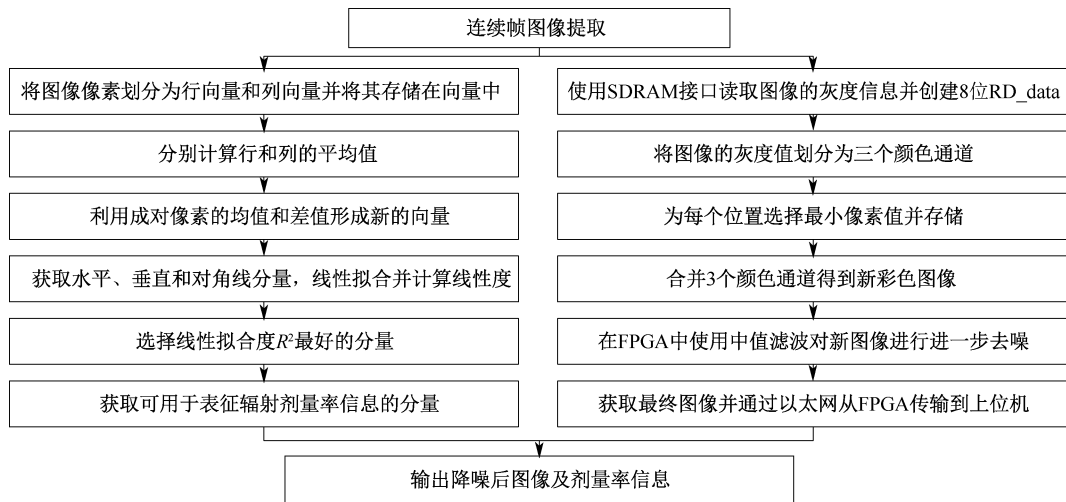 连续帧图像提取
将图像像素划分为行向量和列向量并将其存储在向量中
分别计算行和列的平均值
利用成对像素的均值和差值形成新的向量
获取水平、垂直和对角线分量，线性拟合并计算线性度
选择线性拟合度R²最好的分量
获取可用于表征辐射剂量率信息的分量
使用SDRAM接口读取图像的灰度信息并创建8位RD_data
将图像的灰度值划分为三个颜色通道
为每个位置选择最小像素值并存储
合并3个颜色通道得到新彩色图像
在FPGA中使用中值滤波对新图像进行进一步去噪
获取最终图像并通过以太网从FPGA传输到上位机
输出降噪后图像及剂量率信息